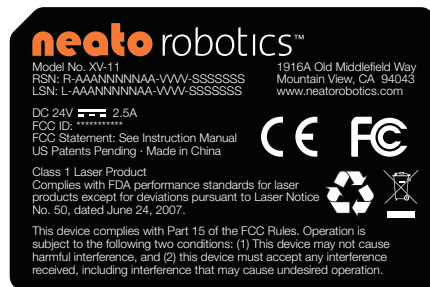 neato robotics™
Model No. XV-11
RSN: R-AAANNNNNAA-VVVV-SSSSSSS
LSN: L-AAANNNNNAA-VVVV-SSSSSSS
1916A Old Middlefield Way
Mountain View, CA  94043
www.neatorobotics.com
DC 24V 2.5A
FCC ID: ***********
FCC Statement: See Instruction Manual
US Patents Pending · Made in China
CE FC
Class 1 Laser Product
Complies with FDA performance standards for laser
products except for deviations pursuant to Laser Notice
No. 50, dated June 24, 2007.
This device complies with Part 15 of the FCC Rules. Operation is
subject to the following two conditions: (1) This device may not cause
harmful interference, and (2) this device must accept any interference
received, including interference that may cause undesired operation.